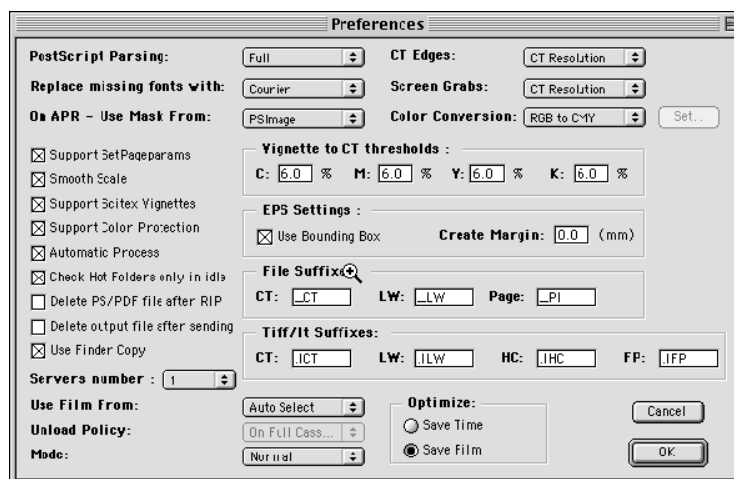 Preferences
PostScript Parsing: Full
CT Edges: CT Resolution
Replace missing fonts with: Courier
Screen Grabs: CT Resolution
On APR - Use Mask From: PSImage
Color Conversion: RGB to CMY Set..
Support SetPageparams
Smooth Scale
Support Scitex Vignettes
Support Color Protection
Automatic Process
Check Hot Folders only in idle
Delete PS/PDF file after RIP
Delete output file after sending
Use Finder Copy
Servers number : 1
Vignette to CT thresholds :
C: 6.0 % M: 6.0 % Y: 6.0 % K: 6.0 %
EPS Settings :
Use Bounding Box Create Margin: 0.0 (mm)
File Suffixe
CT: _CT LW: _LW Page: _PI
Tiff/It Suffixes:
CT: .ICT LW: .ILW HC: .IHC FP: .IFP
Use Film From: Auto Select
Unload Policy: On Full Cass...
Mode: Normal
Optimize:
Save Time
Save Film
Cancel
OK